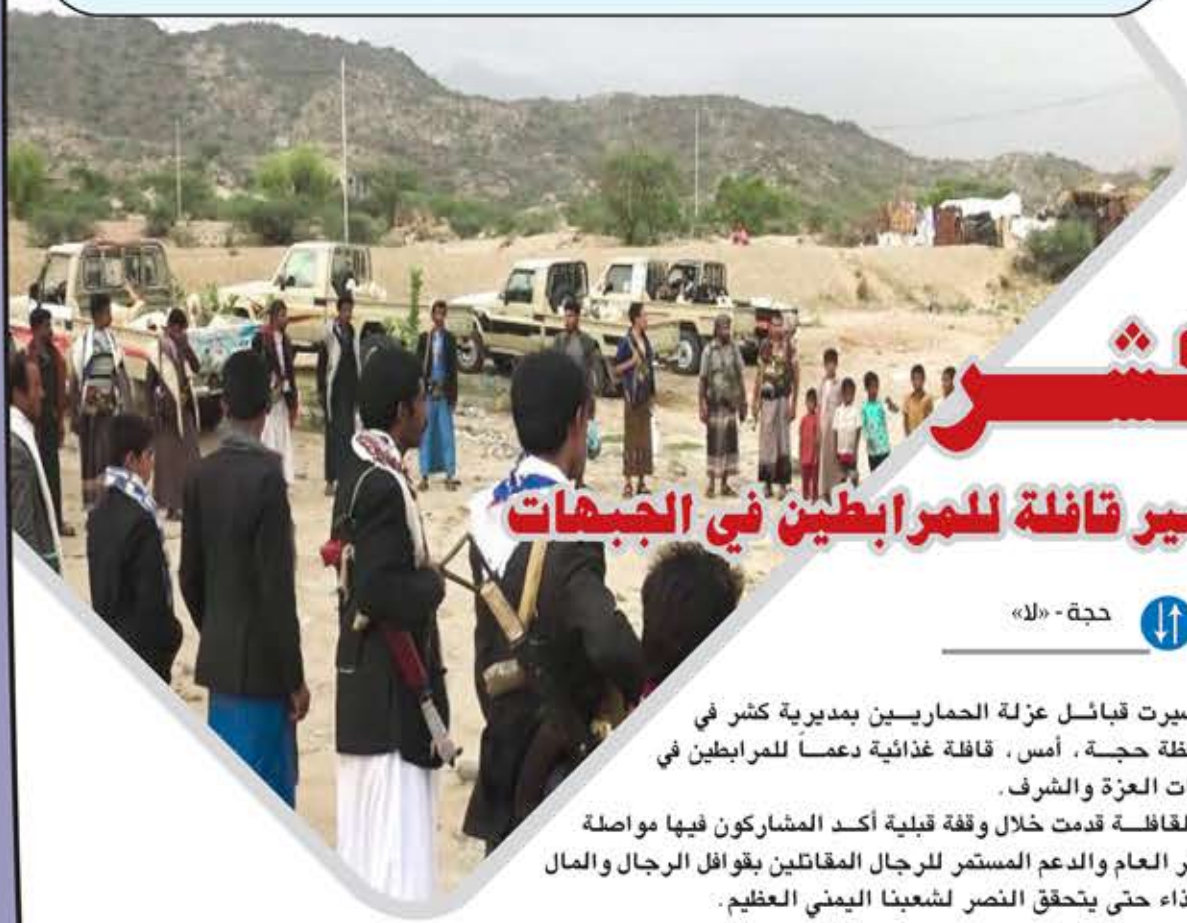 كشر
ير قافلة للمرابطين في الجبهات
حجة - «لا»
سيرت قبائل عزلة الحماريين بمديرية كشر في
ظة حجة، أمس، قافلة غذائية دعماً للمرابطين في
ات العزة والشرف.
لقافلة قدمت خلال وقفة قبلية أكد المشاركون فيها مواصلة
ر العام والدعم المستمر للرجال المقاتلين بقوافل الرجال والمال
ذاء حتى يتحقق النصر لشعبنا اليمني العظيم.